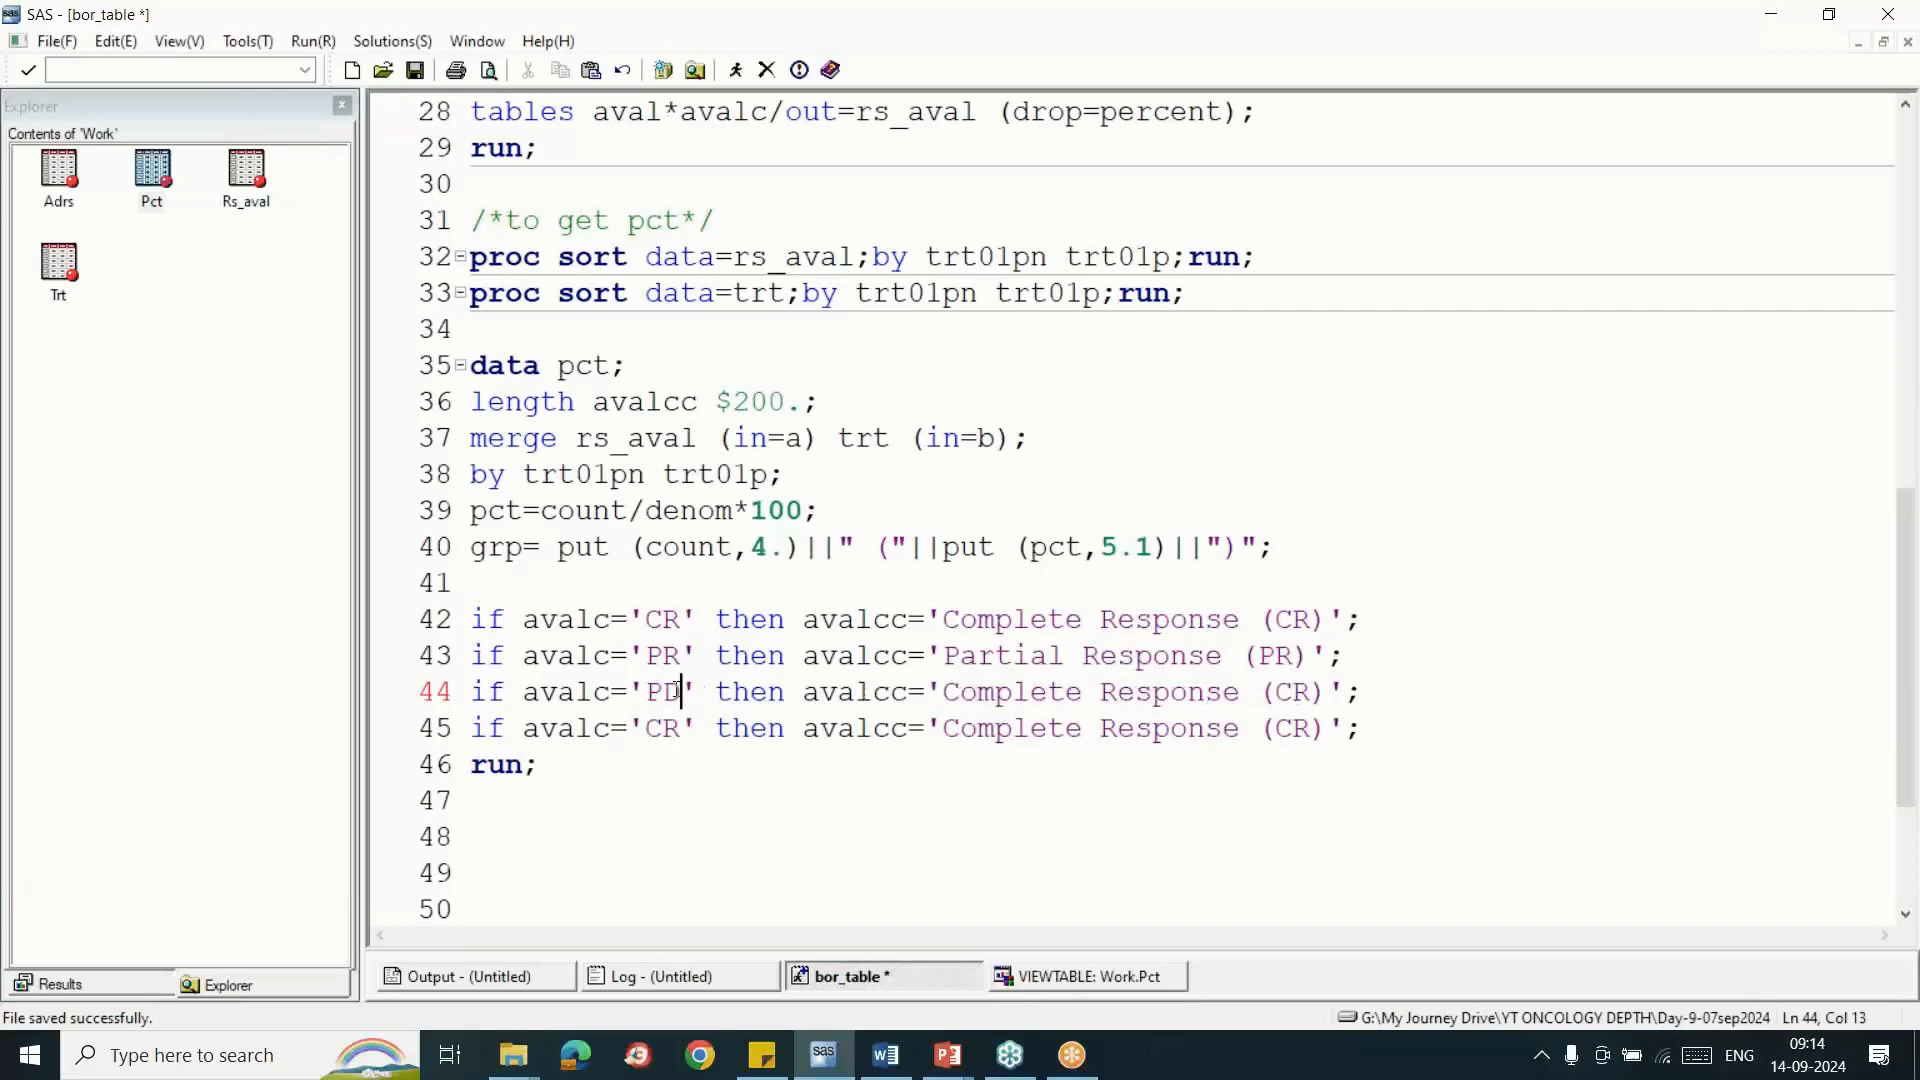 SAS - [bor_table *]
File(F) Edit(E) View(V) Tools(T) Run(R) Solutions(S) Window Help(H)
Explorer
Contents of 'Work'
Adrs Pct Rs_aval
Trt
28 tables aval*avalc/out=rs_aval (drop=percent);
29 run;
30
31 /*to get pct*/
32 proc sort data=rs_aval;by trt01pn trt01p;run;
33 proc sort data=trt;by trt01pn trt01p;run;
34
35 data pct;
36 length avalcc $200.;
37 merge rs_aval (in=a) trt (in=b);
38 by trt01pn trt01p;
39 pct=count/denom*100;
40 grp= put (count,4.)||" ("||put (pct,5.1)||")";
41
42 if avalc='CR' then avalcc='Complete Response (CR)';
43 if avalc='PR' then avalcc='Partial Response (PR)';
44 if avalc='PD' then avalcc='Complete Response (CR)';
45 if avalc='CR' then avalcc='Complete Response (CR)';
46 run;
47
48
49
50
Results Explorer
Output - (Untitled) Log - (Untitled) bor_table * VIEWTABLE: Work.Pct
File saved successfully. G:\My Journey Drive\YT ONCOLOGY DEPTH\Day-9-07sep2024 Ln 44, Col 13
Type here to search
ENG
09:14
14-09-2024